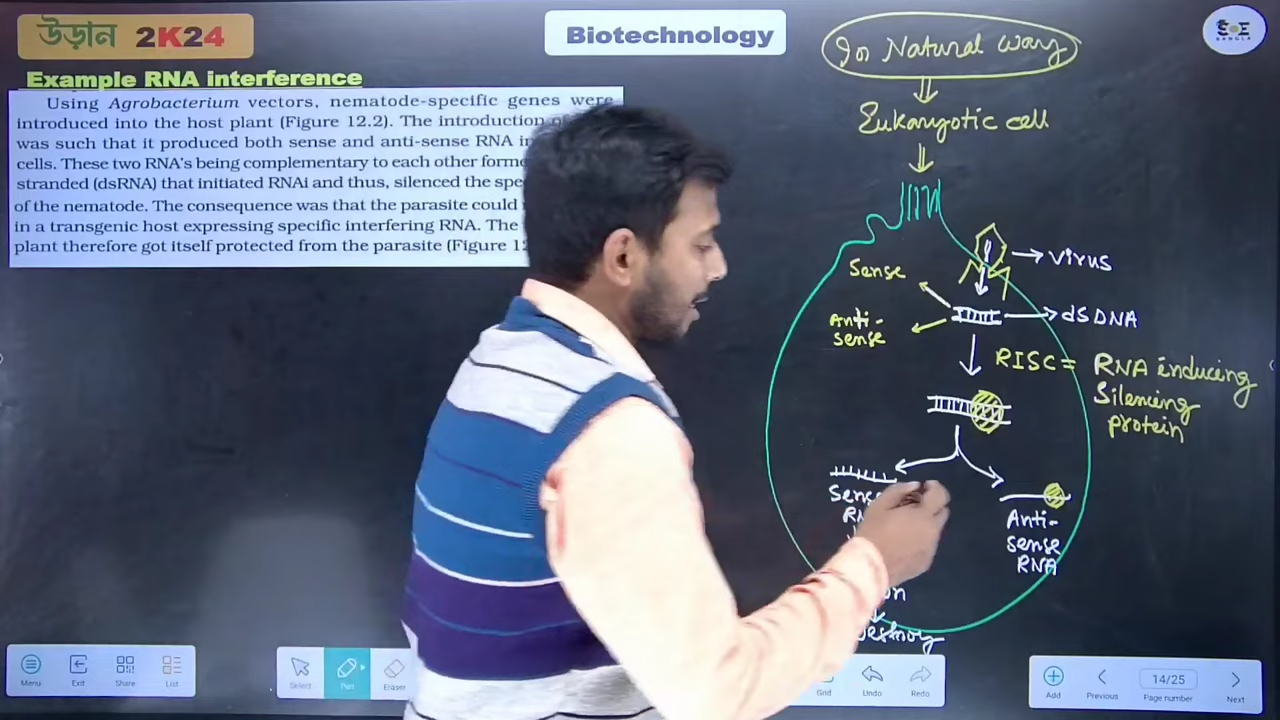 উড়ান 2K24
Biotechnology
Example RNA interference
Using Agrobacterium vectors, nematode-specific genes were
introduced into the host plant (Figure 12.2). The introduction
was such that it produced both sense and anti-sense RNA
cells. These two RNA's being complementary to each other
stranded (dsRNA) that initiated RNAi and thus, silenced the
of the nematode. The consequence was that the parasite could
in a transgenic host expressing specific interfering RNA. The
plant therefore got itself protected from the parasite (Figure
Natural way
Eukaryotic cell
Virus
Sense
dSDNA
Anti-
sense
RISC = RNA inducing
Silencing
protein
Anti-
sense
RNA
Menu
Exit
Share
List
Select
Pen
Eraser
Grid
Undo
Redo
Add
Previous
14/25
Page number
Next